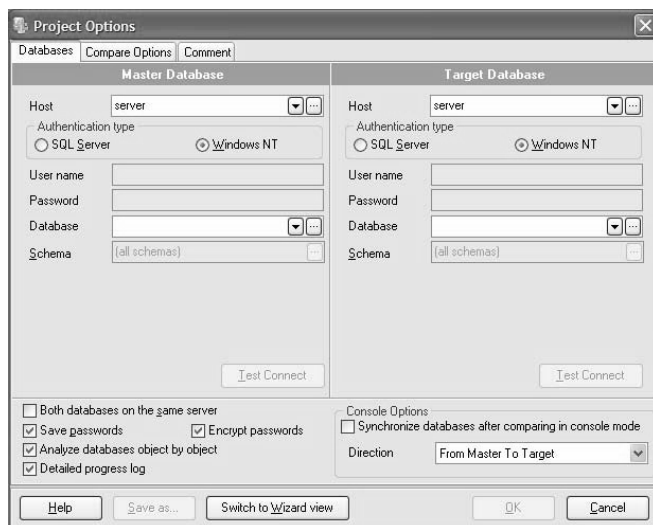 Project Options
Databases Compare Options Comment
Master Database
Host server
Authentication type
SQL Server Windows NT
User name
Password
Database
Schema (all schemas)
Test Connect
Target Database
Host server
Authentication type
SQL Server Windows NT
User name
Password
Database
Schema (all schemas)
Test Connect
Both databases on the same server
Save passwords Encrypt passwords
Analyze databases object by object
Detailed progress log
Console Options
Synchronize databases after comparing in console mode
Direction From Master To Target
Help Save as... Switch to Wizard view OK Cancel